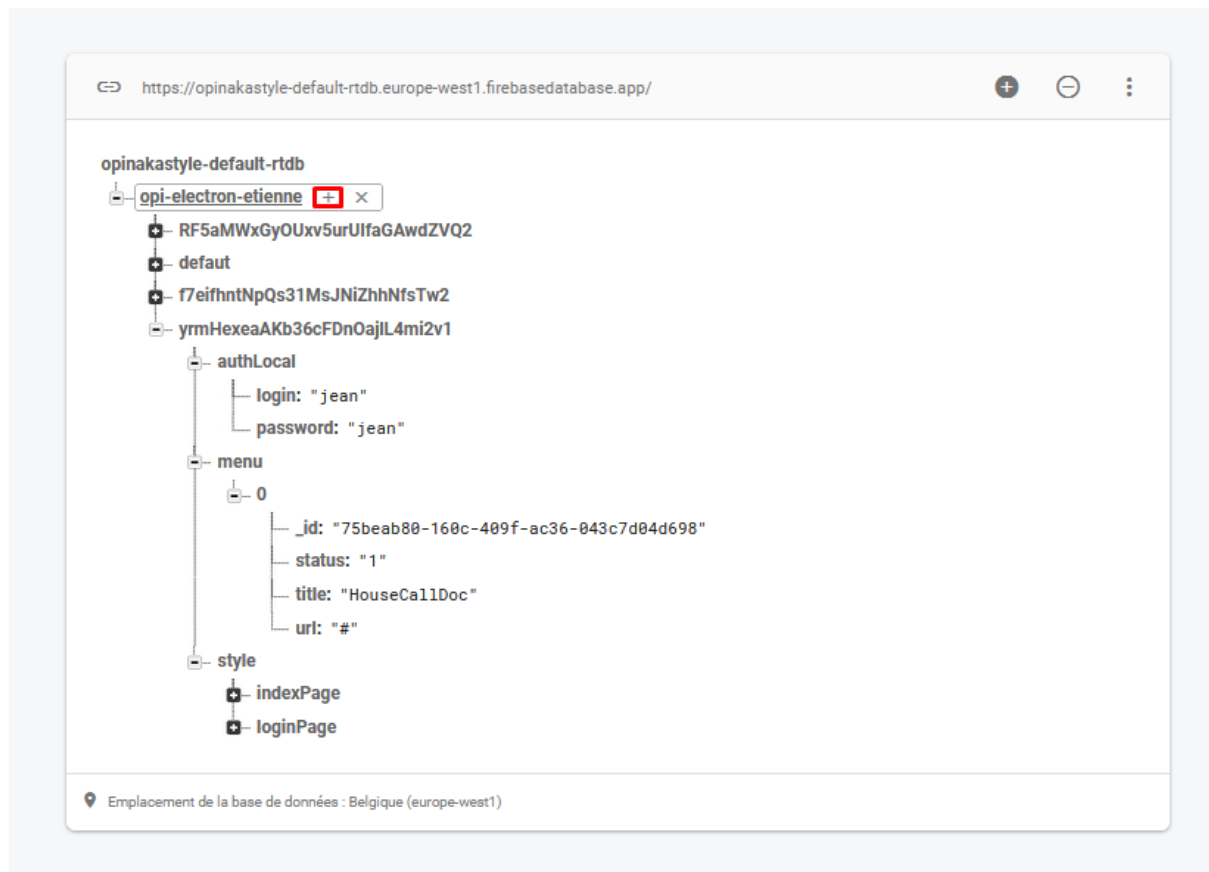 https://opinakastyle-default-rtdb.europe-west1.firebasedatabase.app/
opinakastyle-default-rtdb
opi-electron-etienne
RF5aMWxGyOUxv5urUIfaGAwdZVQ2
defaut
f7eifhntNpQs31MsJNiZhhNfsTw2
yrmHexeaAKb36cFDnOajIL4mi2v1
authLocal
login: "jean"
password: "jean"
menu
0
_id: "75beab80-160c-409f-ac36-043c7d04d698"
status: "1"
title: "HouseCallDoc"
url: "#"
style
indexPage
loginPage
Emplacement de la base de données : Belgique (europe-west1)